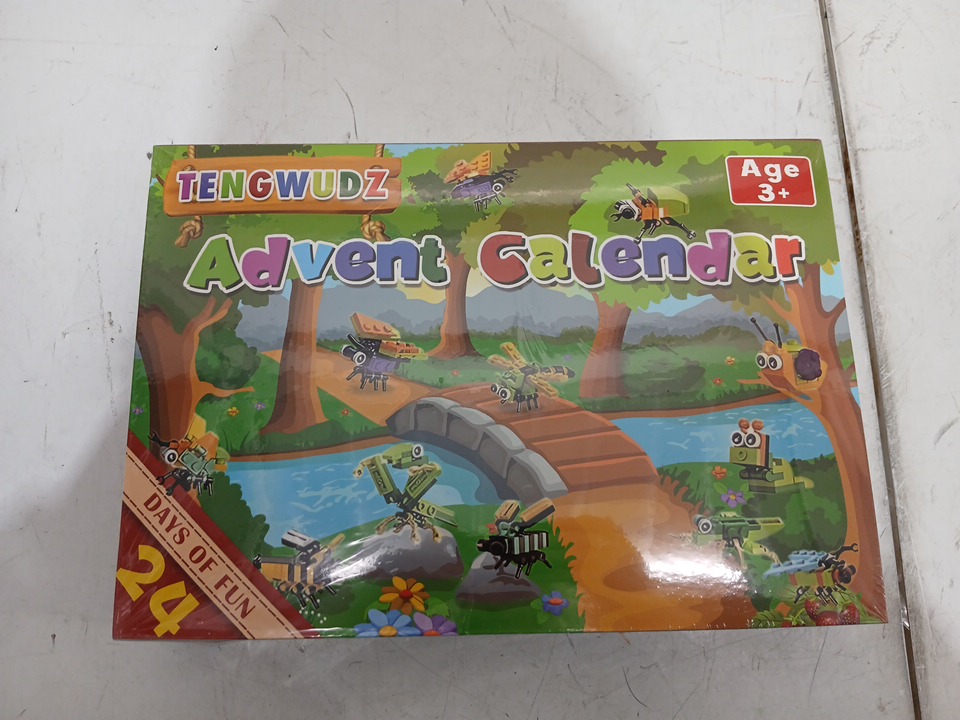 TENGWUDZ
Age
3+
Advent Calendar
DAYS OF FUN
24